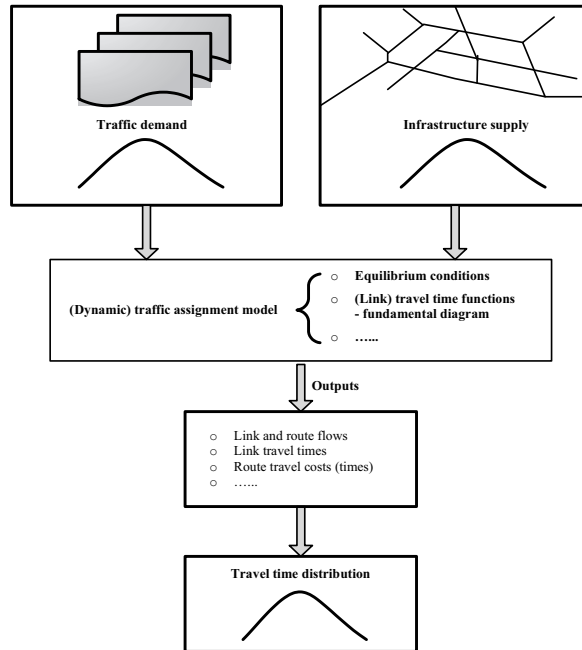 Traffic demand
Infrastructure supply
(Dynamic) traffic assignment model
○ Equilibrium conditions
○ (Link) travel time functions
- fundamental diagram
○ …...
Outputs
○ Link and route flows
○ Link travel times
○ Route travel costs (times)
○ …...
Travel time distribution